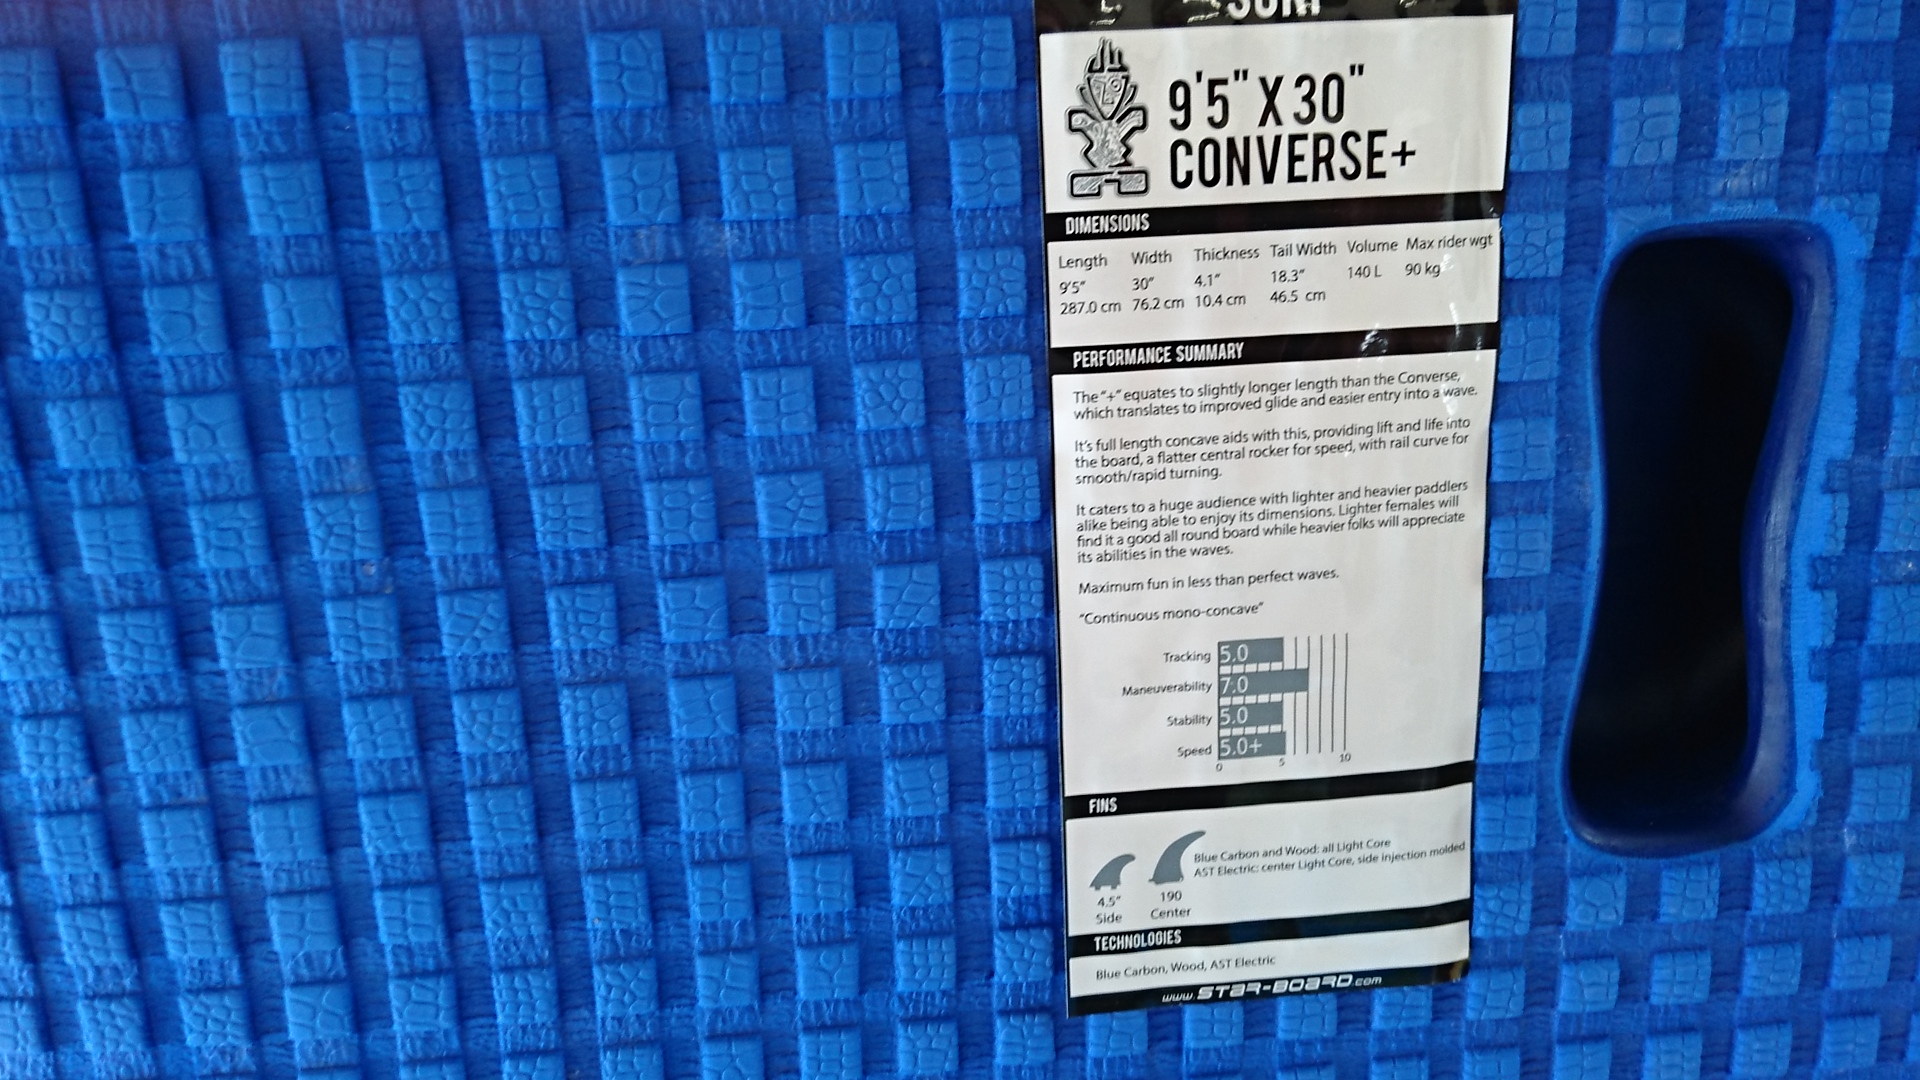 SURF
9'5" X 30"
CONVERSE+
DIMENSIONS
Length Width Thickness Tail Width Volume Max rider wgt
9'5" 30" 4.1" 18.3" 140 L 90 kg
287.0 cm 76.2 cm 10.4 cm 46.5 cm
PERFORMANCE SUMMARY
The "+" equates to slightly longer length than the Converse,
which translates to improved glide and easier entry into a wave.
It's full length concave aids with this, providing lift and life into
the board, a flatter central rocker for speed, with rail curve for
smooth/rapid turning.
It caters to a huge audience with lighter and heavier paddlers
alike being able to enjoy its dimensions. Lighter females will
find it a good all round board while heavier folks will appreciate
its abilities in the waves.
Maximum fun in less than perfect waves.
"Continuous mono-concave"
Tracking 5.0
Maneuverability 7.0
Stability 5.0
Speed 5.0+
0 5 10
FINS
Blue Carbon and Wood: all Light Core
AST Electric: center Light Core, side injection molded
4.5" 190
Side Center
TECHNOLOGIES
Blue Carbon, Wood, AST Electric
www.STAR-BOARD.com